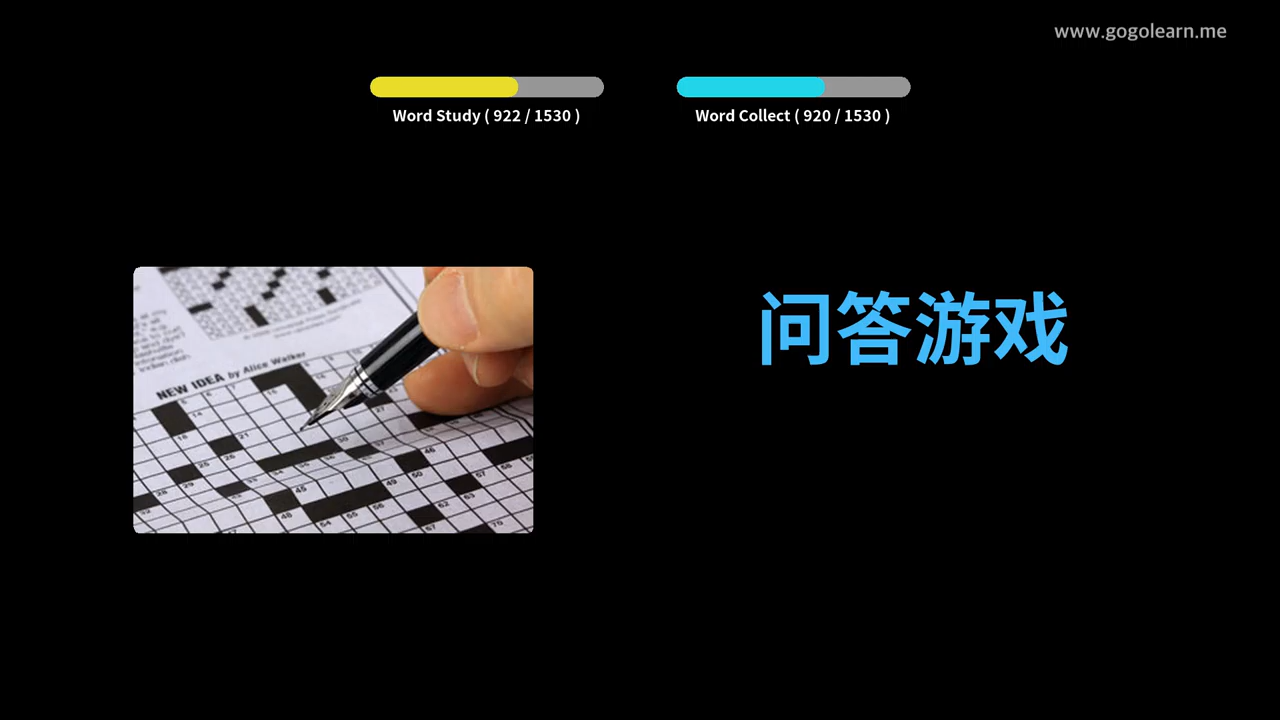 www.gogolearn.me
Word Study ( 922 / 1530 )
Word Collect ( 920 / 1530 )
问答游戏
NEW IDEA by Alice Walker